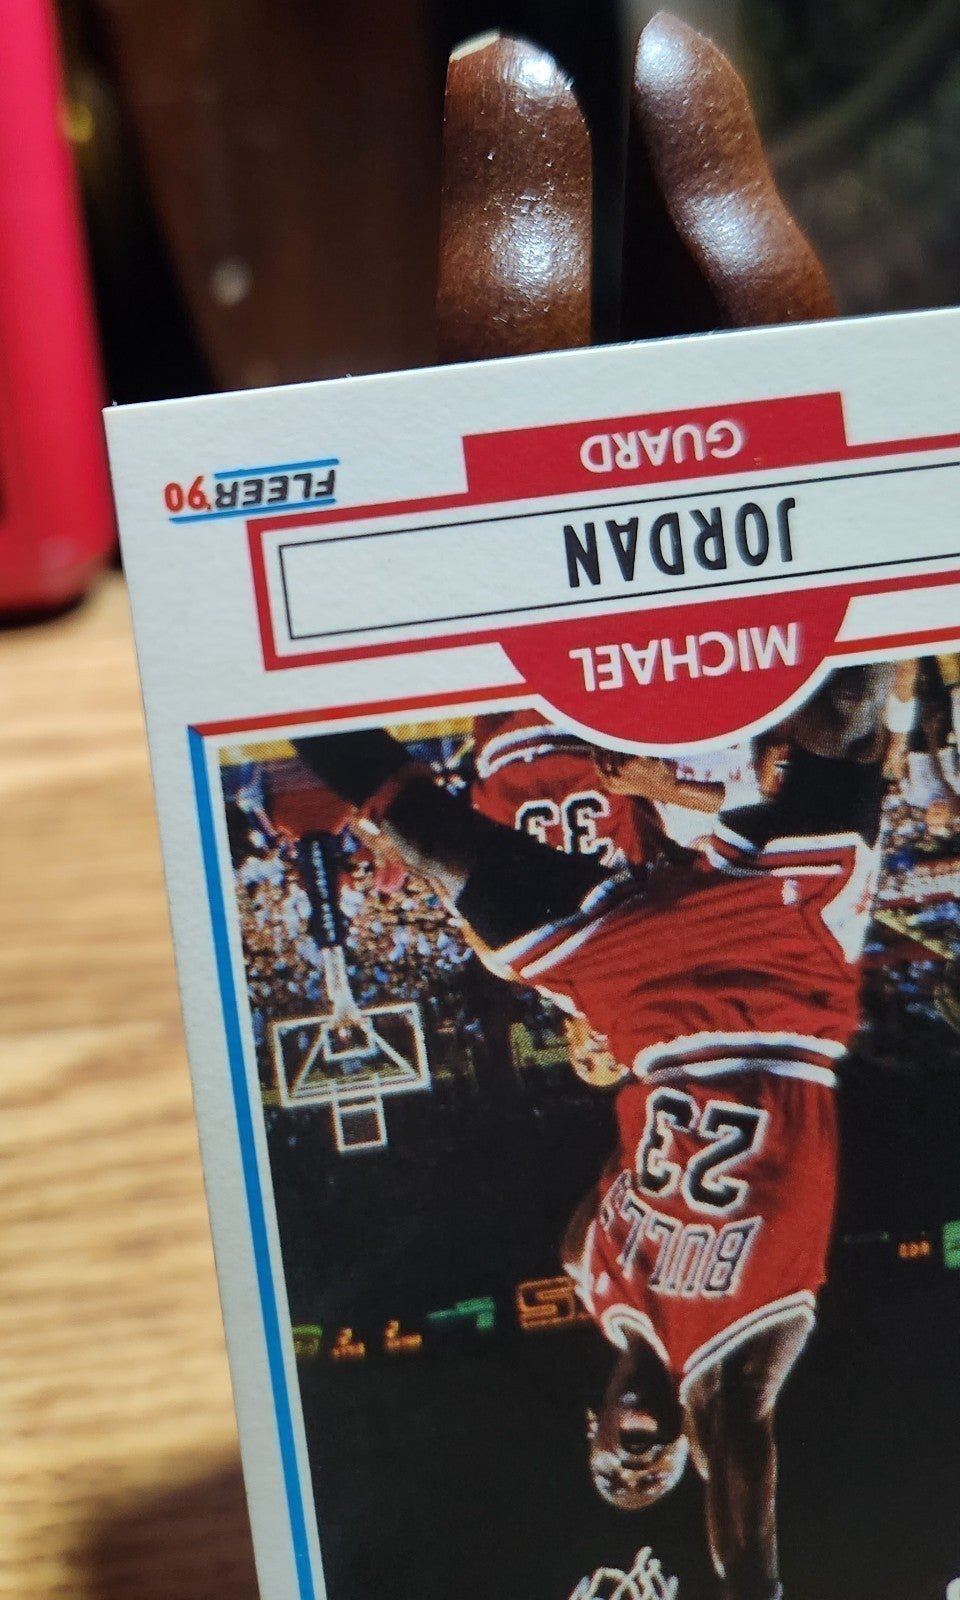 BULLS
23
33
MICHAEL
JORDAN
GUARD
FLEER '90